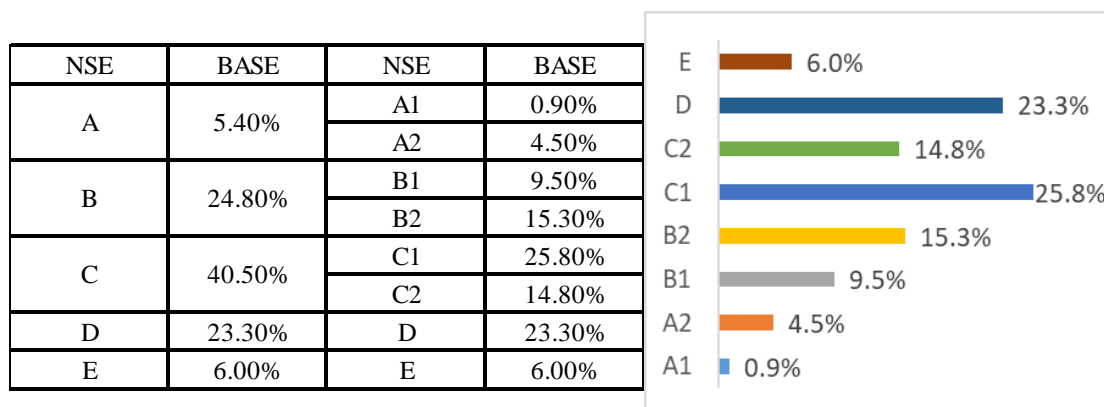 NSE BASE NSE BASE
A 5.40% A1 0.90%
A2 4.50%
B 24.80% B1 9.50%
B2 15.30%
C 40.50% C1 25.80%
C2 14.80%
D 23.30% D 23.30%
E 6.00% E 6.00%
E 6.0%
D 23.3%
C2 14.8%
C1 25.8%
B2 15.3%
B1 9.5%
A2 4.5%
A1 0.9%